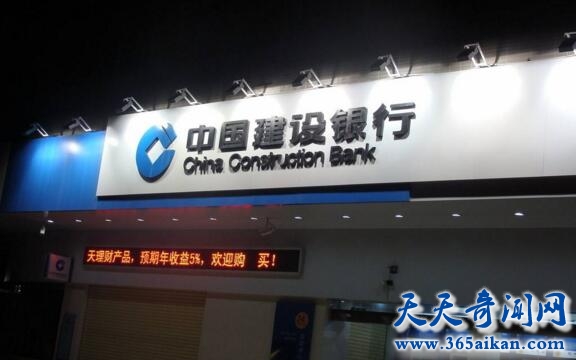 中国建设银行
China Construction Bank
天理财产品，预期年收益5%，欢迎购 买！
天天奇闻网
www.365aikan.com